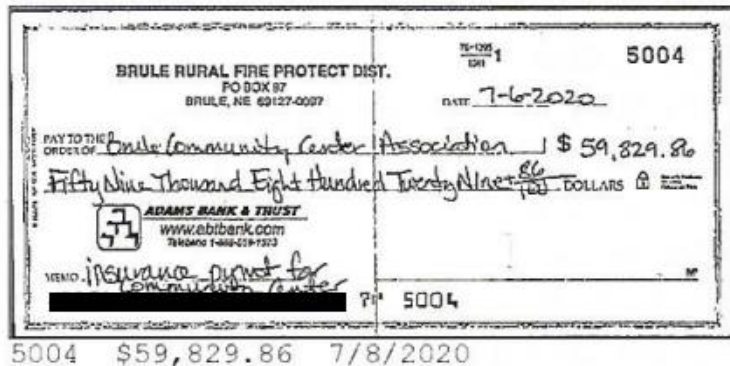 BRULE RURAL FIRE PROTECT DIST.
PO BOX 97
BRULE, NE 69127-0097
5004
DATE 7-6-2020
PAY TO THE ORDER OF Brule Community Center Association $ 59,829.86
Fifty Nine Thousand Eight Hundred Twenty Nine + 86/100 DOLLARS
ADAMS BANK & TRUST
www.abtbank.com
MEMO insurance pymnt for
Community Center
5004
5004 $59,829.86 7/8/2020